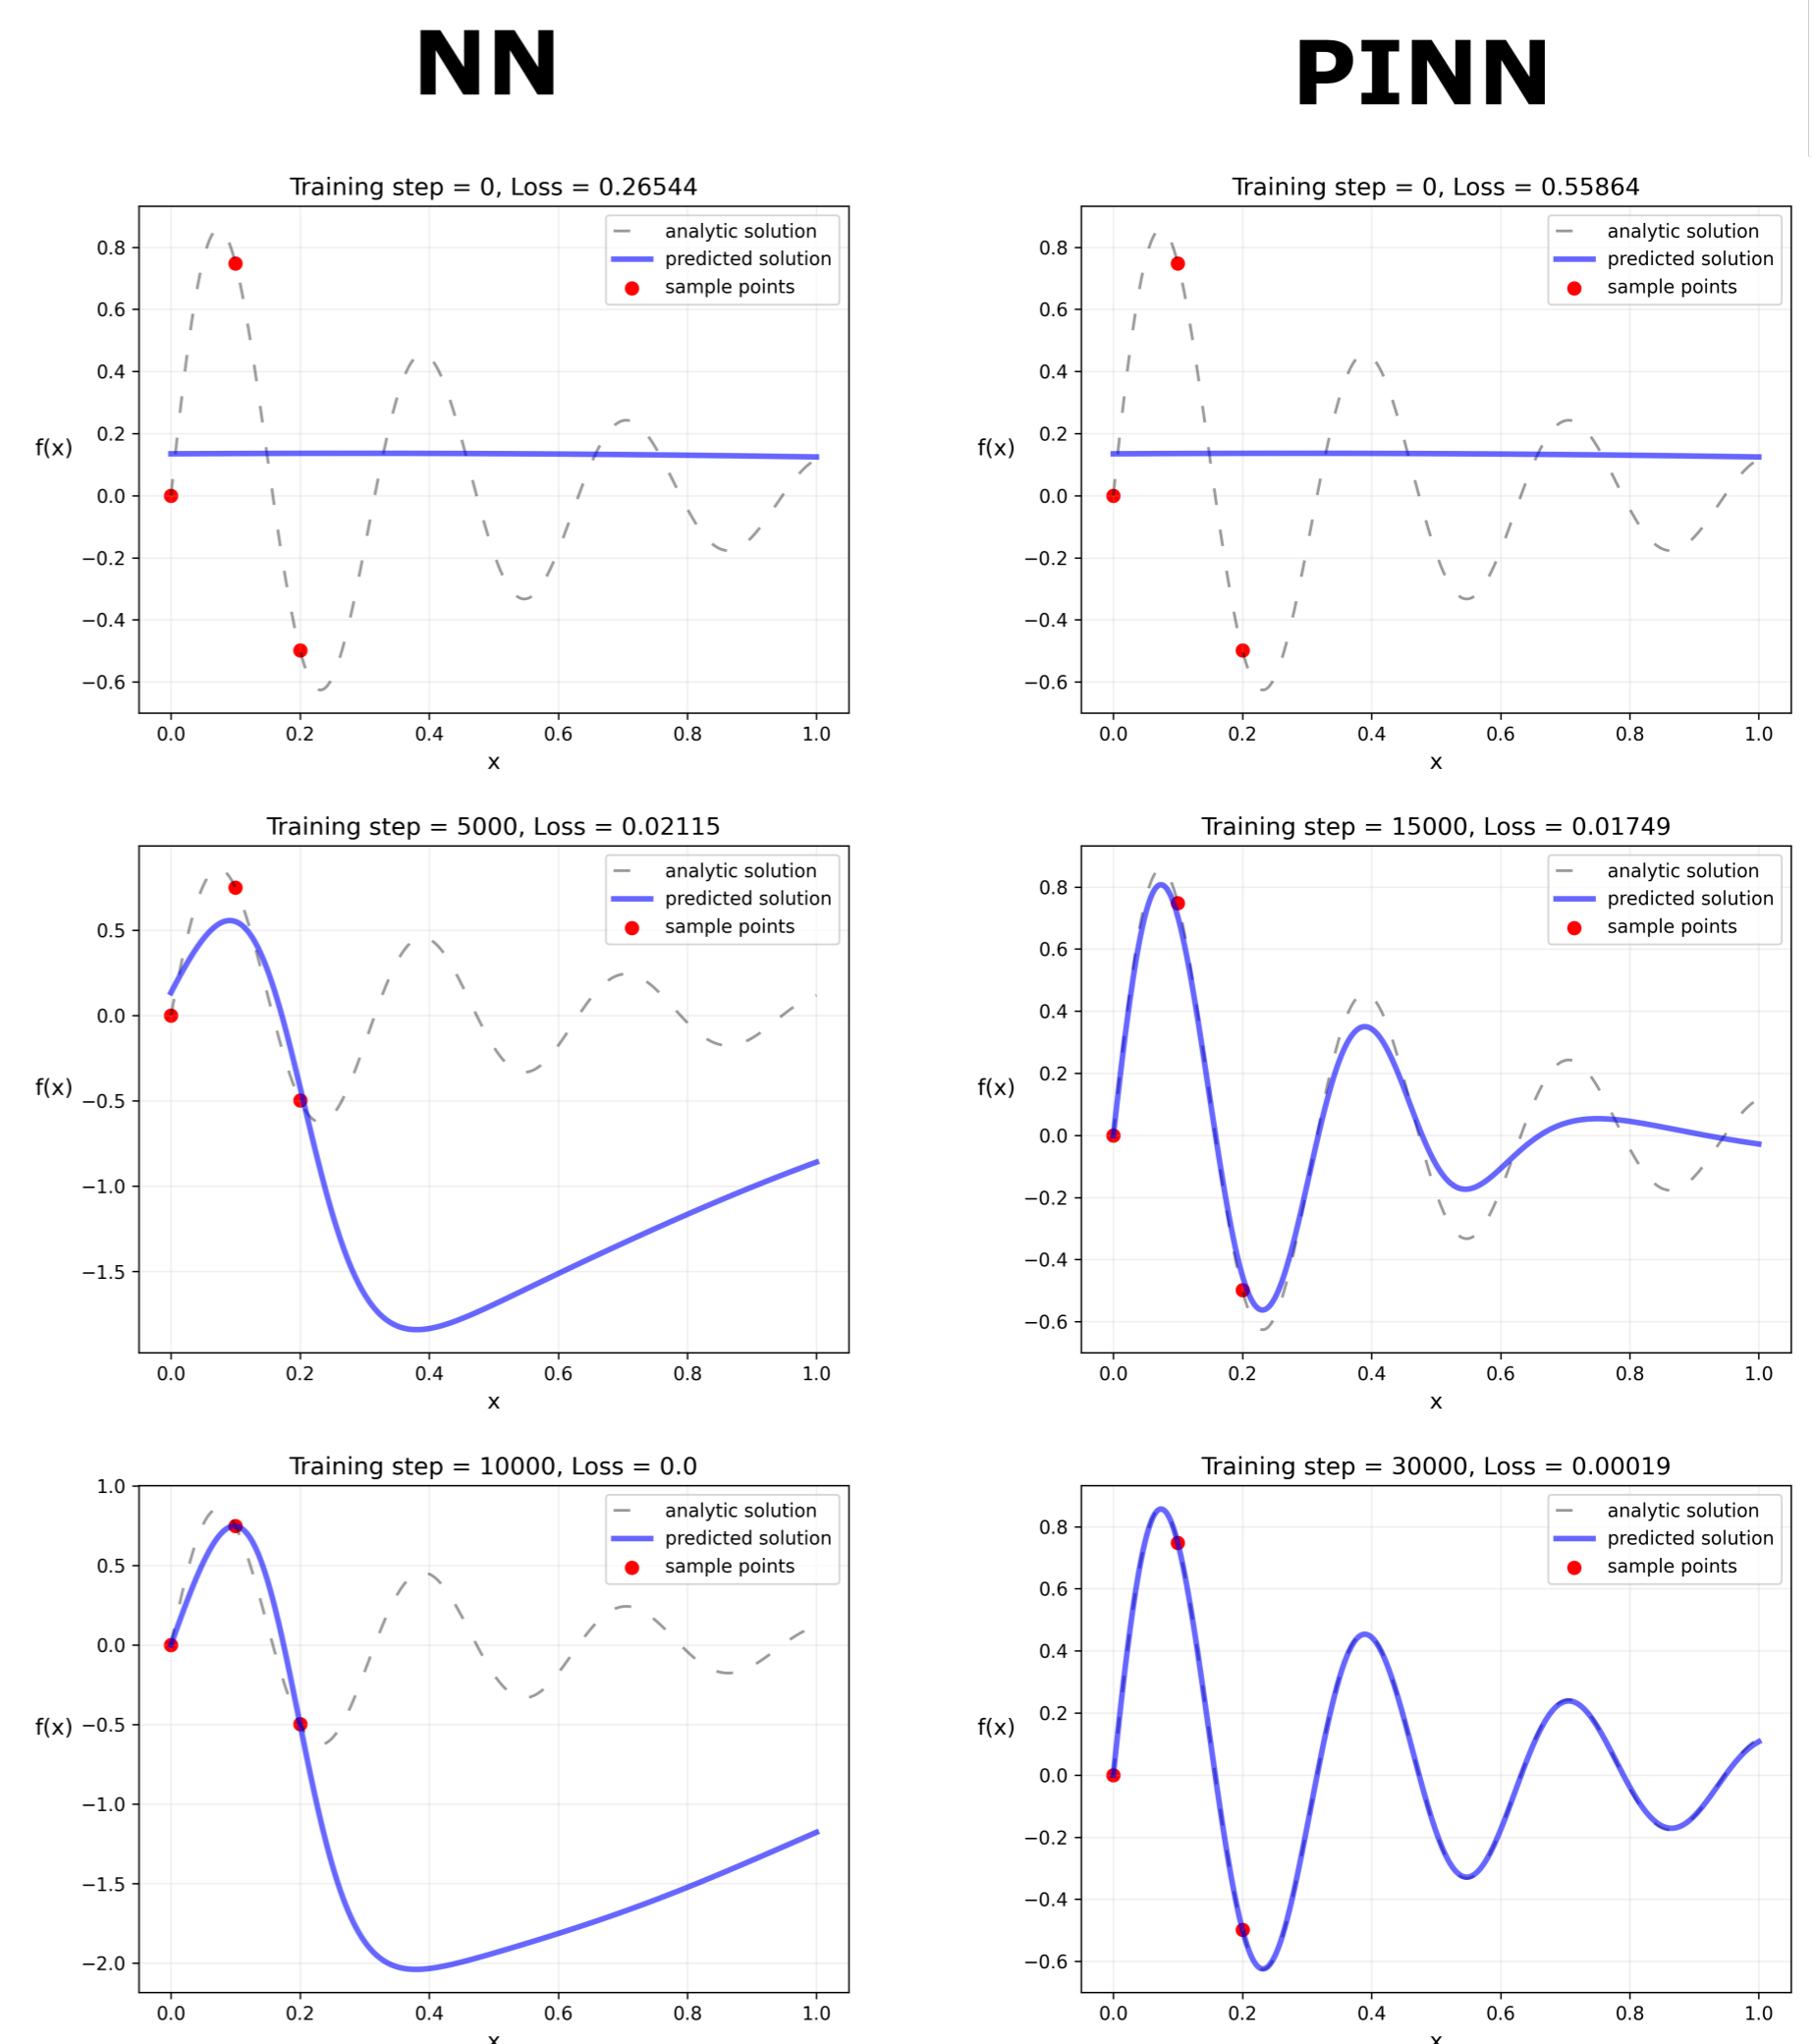 NN
PINN
Training step = 0, Loss = 0.26544
analytic solution
predicted solution
sample points
0.8
0.6
0.4
0.2
0.0
−0.2
−0.4
−0.6
f(x)
0.0 0.2 0.4 0.6 0.8 1.0
x
Training step = 0, Loss = 0.55864
analytic solution
predicted solution
sample points
0.8
0.6
0.4
0.2
0.0
−0.2
−0.4
−0.6
f(x)
0.0 0.2 0.4 0.6 0.8 1.0
x
Training step = 5000, Loss = 0.02115
analytic solution
predicted solution
sample points
0.5
0.0
−0.5
−1.0
−1.5
f(x)
0.0 0.2 0.4 0.6 0.8 1.0
x
Training step = 15000, Loss = 0.01749
analytic solution
predicted solution
sample points
0.8
0.6
0.4
0.2
0.0
−0.2
−0.4
−0.6
f(x)
0.0 0.2 0.4 0.6 0.8 1.0
x
Training step = 10000, Loss = 0.0
analytic solution
predicted solution
sample points
1.0
0.5
0.0
−0.5
−1.0
−1.5
−2.0
f(x)
0.0 0.2 0.4 0.6 0.8 1.0
x
Training step = 30000, Loss = 0.00019
analytic solution
predicted solution
sample points
0.8
0.6
0.4
0.2
0.0
−0.2
−0.4
−0.6
f(x)
0.0 0.2 0.4 0.6 0.8 1.0
x